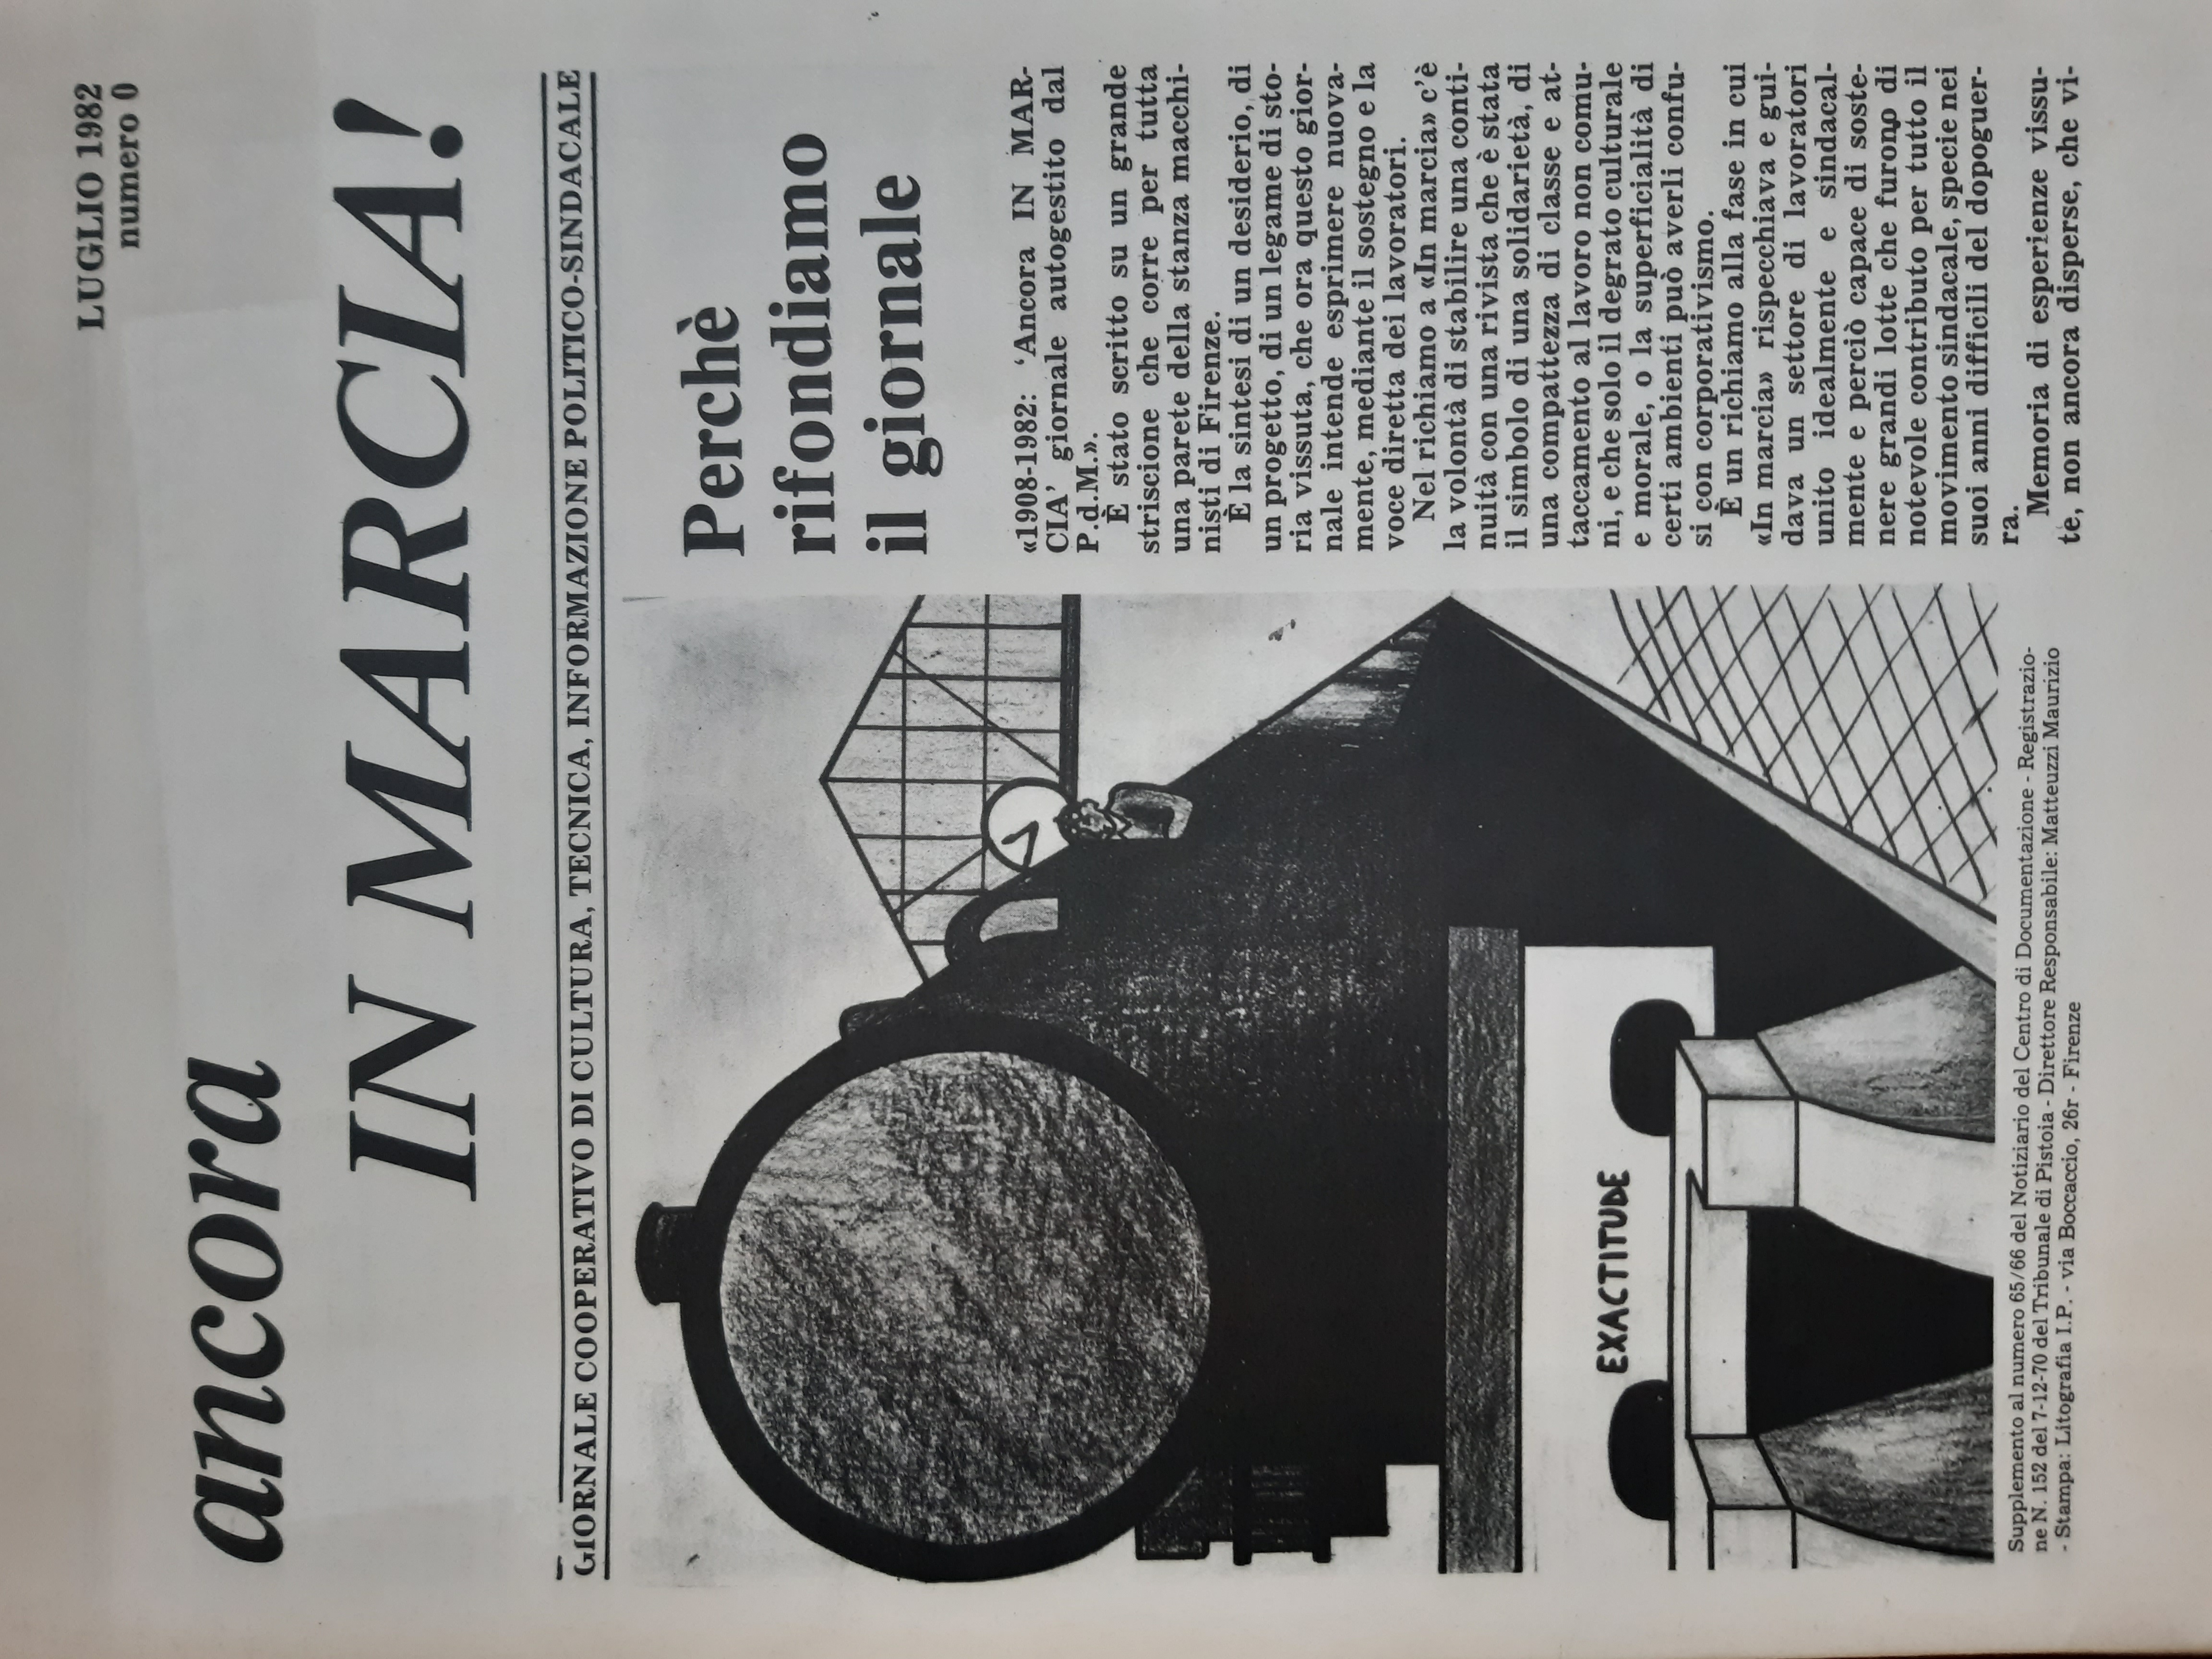 LUGLIO 1982
numero 0
ancora
IN MARCIA!
GIORNALE COOPERATIVO DI CULTURA, TECNICA, INFORMAZIONE POLITICO-SINDACALE
EXACTITUDE
Supplemento al numero 65/66 del Notiziario del Centro di Documentazione - Registrazio-
ne N. 152 del 7-12-70 del Tribunale di Pistoia - Direttore Responsabile: Matteuzzi Maurizio
- Stampa: Litografia I.P. - via Boccaccio, 26r - Firenze
Perchè
rifondiamo
il giornale
«1908-1982: ‘Ancora IN MAR-
CIA’ giornale autogestito dal
P.d.M.».
È stato scritto su un grande
striscione che corre per tutta
una parete della stanza macchi-
nisti di Firenze.
È la sintesi di un desiderio, di
un progetto, di un legame di sto-
ria vissuta, che ora questo gior-
nale intende esprimere nuova-
mente, mediante il sostegno e la
voce diretta dei lavoratori.
Nel richiamo a «In marcia» c'è
la volontà di stabilire una conti-
nuità con una rivista che è stata
il simbolo di una solidarietà, di
una compattezza di classe e at-
taccamento al lavoro non comu-
ni, e che solo il degrato culturale
e morale, o la superficialità di
certi ambienti può averli confu-
si con corporativismo.
È un richiamo alla fase in cui
«In marcia» rispecchiava e gui-
dava un settore di lavoratori
unito idealmente e sindacal-
mente e perciò capace di soste-
nere grandi lotte che furono di
notevole contributo per tutto il
movimento sindacale, specie nei
suoi anni difficili del dopoguer-
ra.
Memoria di esperienze vissu-
te, non ancora disperse, che vi-